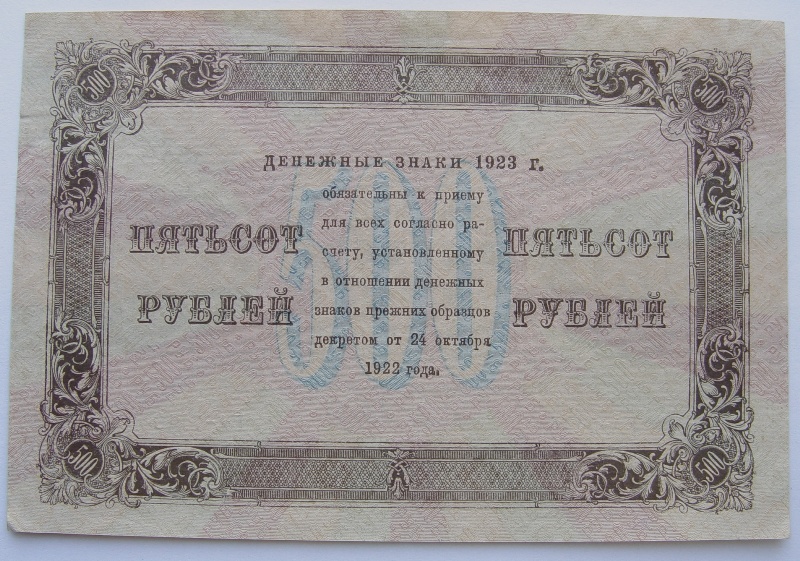 500
500
ДЕНЕЖНЫЕ ЗНАКИ 1923 г.
обязательны к приему
для всех согласно ра-
счету, установленному
в отношении денежных
знаков прежних образцов
декретом от 24 октября
1922 года.
ПЯТЬСОТ
РУБЛЕЙ
500
ПЯТЬСОТ
РУБЛЕЙ
500
500